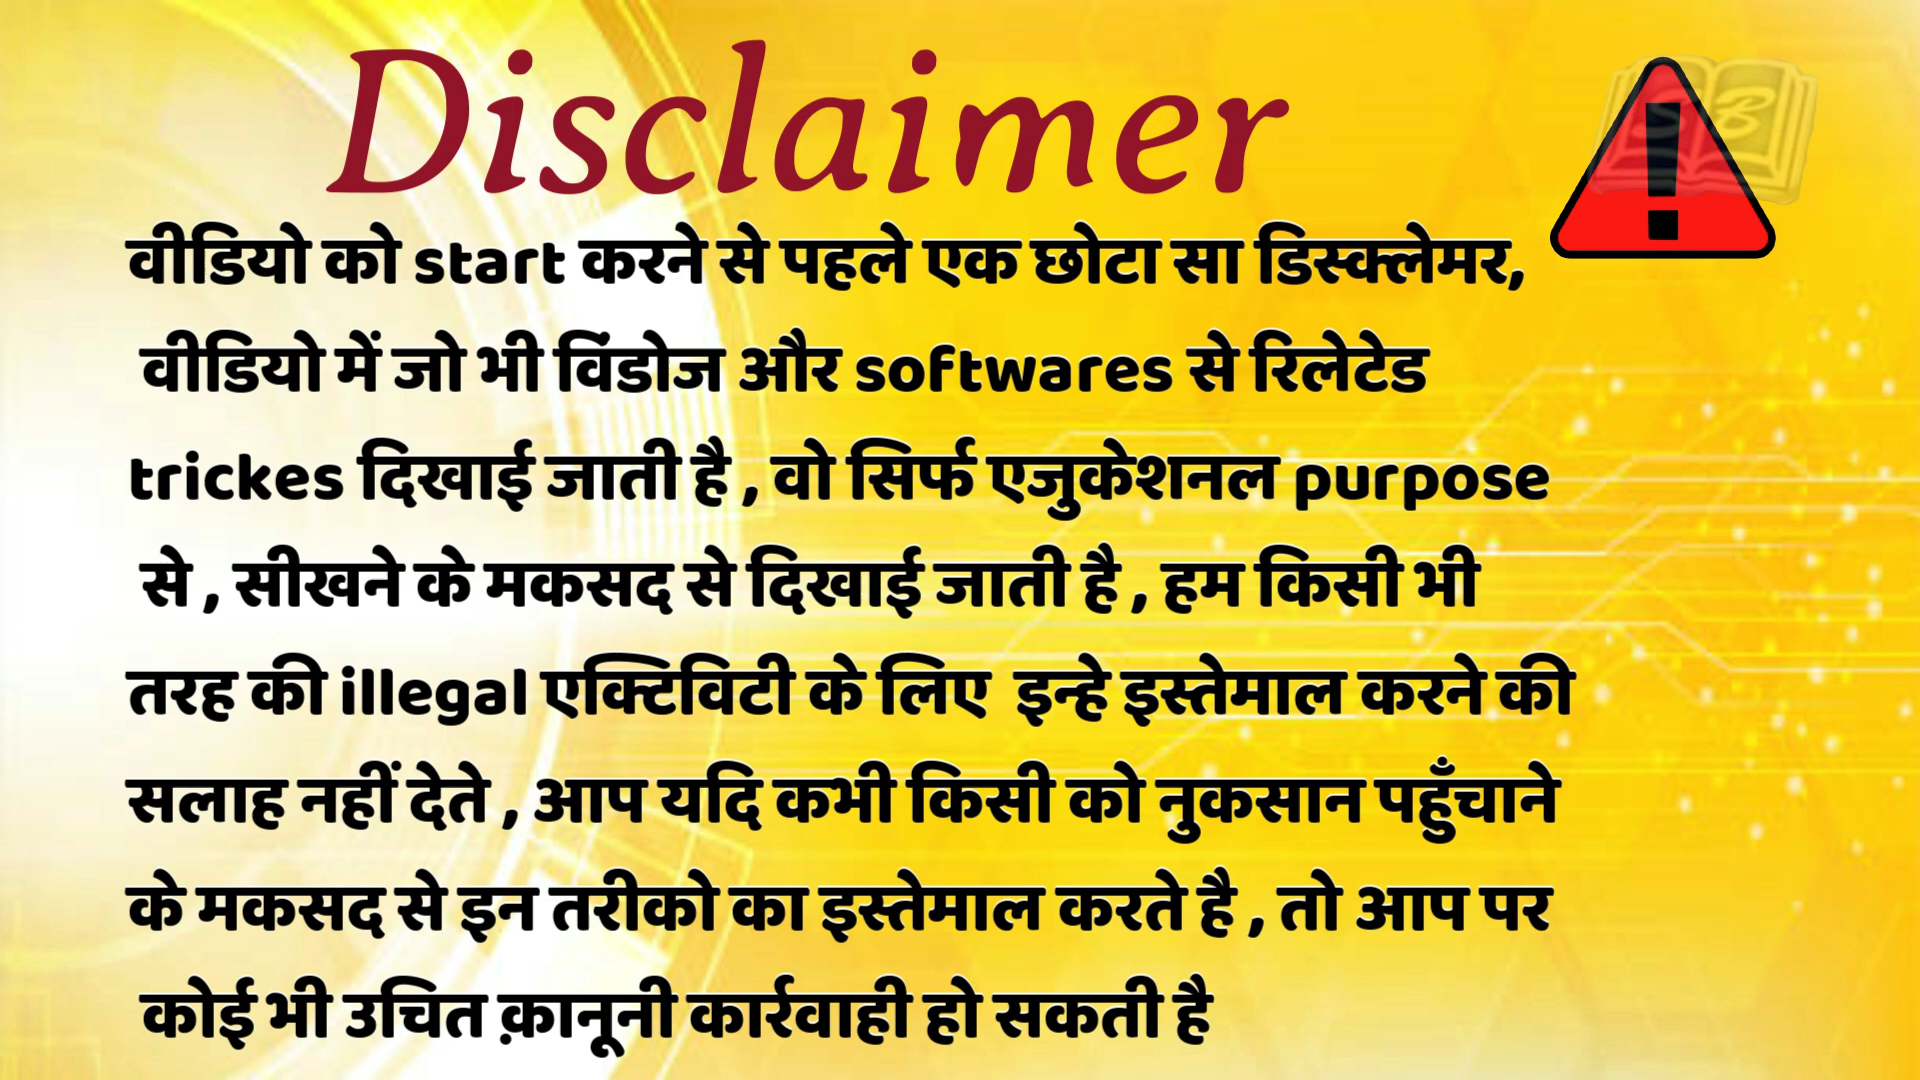 Disclaimer
वीडियो को start करने से पहले एक छोटा सा डिस्क्लेमर,
वीडियो में जो भी विंडोज और softwares से रिलेटेड
trickes दिखाई जाती है , वो सिर्फ एजुकेशनल purpose
से , सीखने के मकसद से दिखाई जाती है , हम किसी भी
तरह की illegal एक्टिविटी के लिए इन्हे इस्तेमाल करने की
सलाह नहीं देते , आप यदि कभी किसी को नुकसान पहुँचाने
के मकसद से इन तरीको का इस्तेमाल करते है , तो आप पर
कोई भी उचित क़ानूनी कार्रवाही हो सकती है